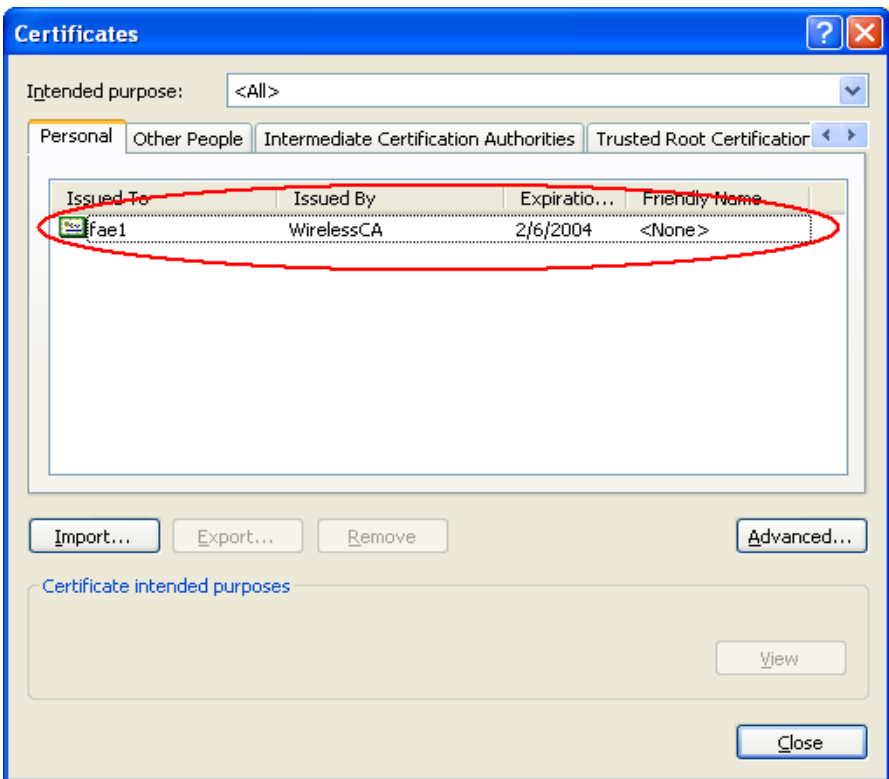 Certificates
Intended purpose: <All>
Personal Other People Intermediate Certification Authorities Trusted Root Certification
Issued To Issued By Expiratio... Friendly Name
fae1 WirelessCA 2/6/2004 <None>
Import... Export... Remove Advanced...
Certificate intended purposes
View
Close